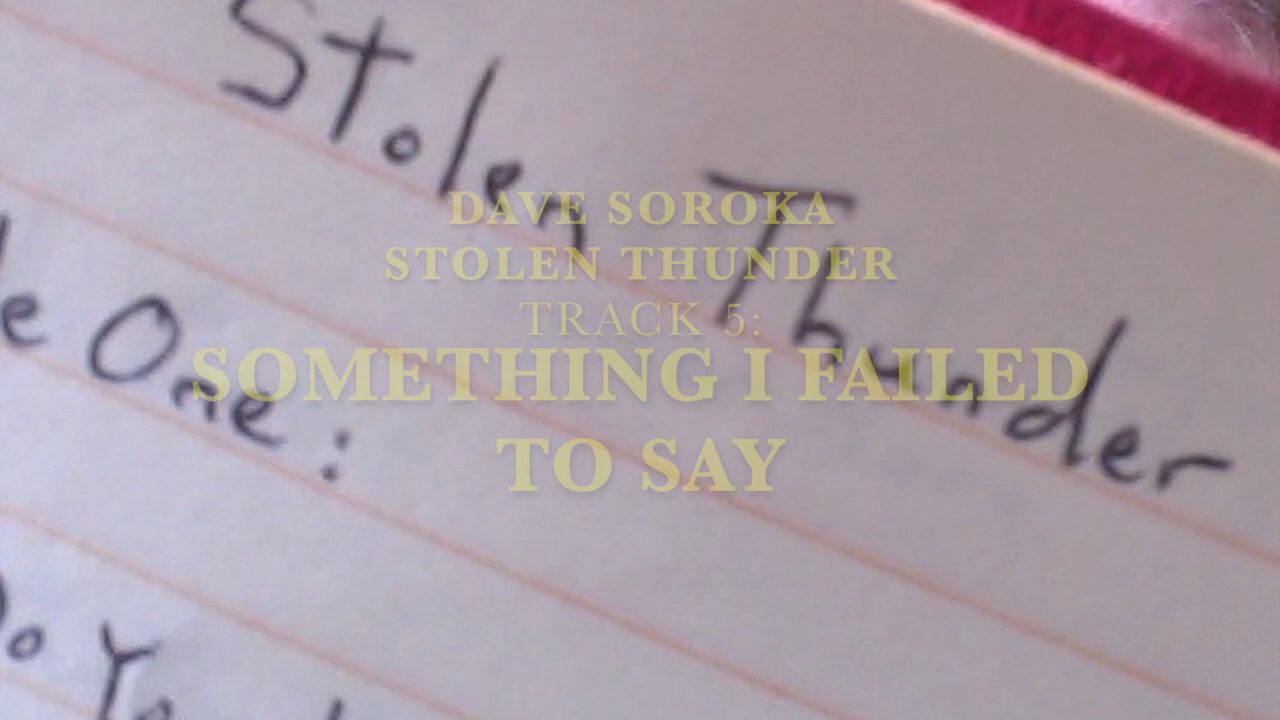 Stolen Thunder
DAVE SOROKA
STOLEN THUNDER
TRACK 5:
SOMETHING I FAILED
TO SAY
One: